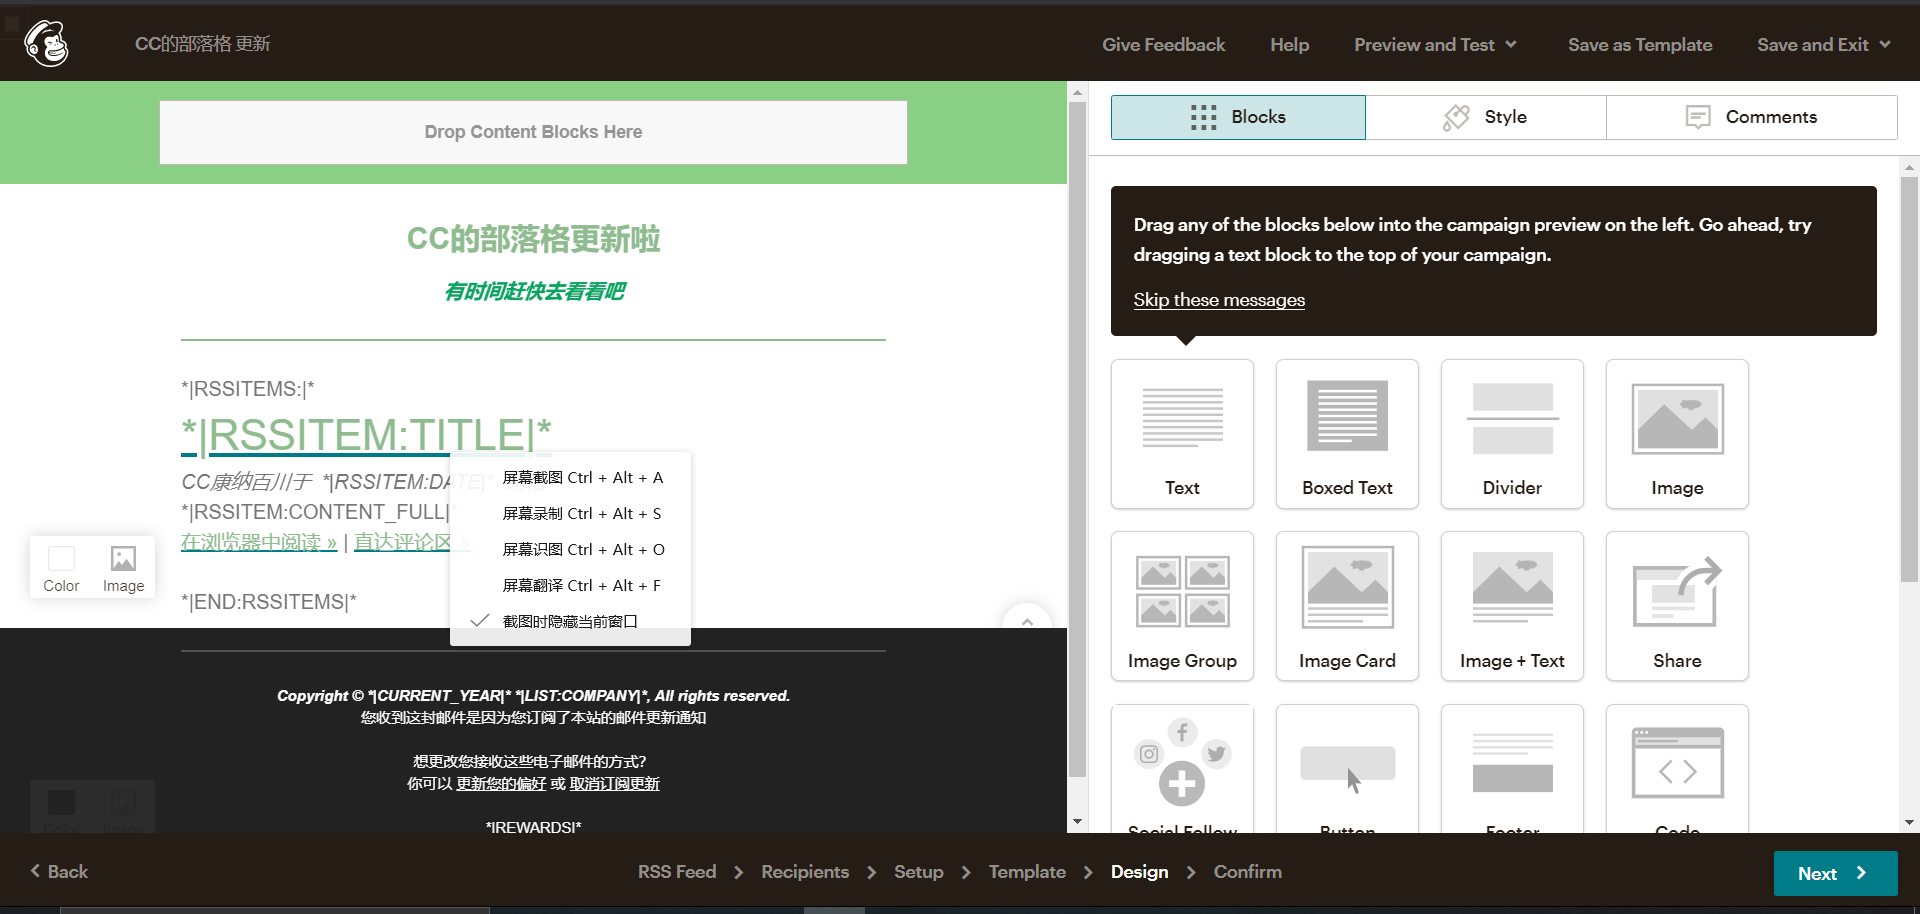 CC的部落格 更新
Give Feedback
Help
Preview and Test
Save as Template
Save and Exit
Drop Content Blocks Here
CC的部落格更新啦
有时间赶快去看看吧
*|RSSITEMS:|*
*|RSSITEM:TITLE|*
CC康纳百川于 *|RSSITEM:DATE|*
*|RSSITEM:CONTENT_FULL|*
在浏览器中阅读 » | 直达评论区 »
*|END:RSSITEMS|*
屏幕截图 Ctrl + Alt + A
屏幕录制 Ctrl + Alt + S
屏幕识图 Ctrl + Alt + O
屏幕翻译 Ctrl + Alt + F
截图时隐藏当前窗口
Color
Image
Copyright © *|CURRENT_YEAR|* *|LIST:COMPANY|*, All rights reserved.
您收到这封邮件是因为您订阅了本站的邮件更新通知
想更改您接收这些电子邮件的方式?
你可以 更新您的偏好 或 取消订阅更新
*|REWARDS|*
Color
Image
Blocks
Style
Comments
Drag any of the blocks below into the campaign preview on the left. Go ahead, try
dragging a text block to the top of your campaign.
Skip these messages
Text
Boxed Text
Divider
Image
Image Group
Image Card
Image + Text
Share
Social Follow
Button
Footer
Code
Back
RSS Feed
Recipients
Setup
Template
Design
Confirm
Next